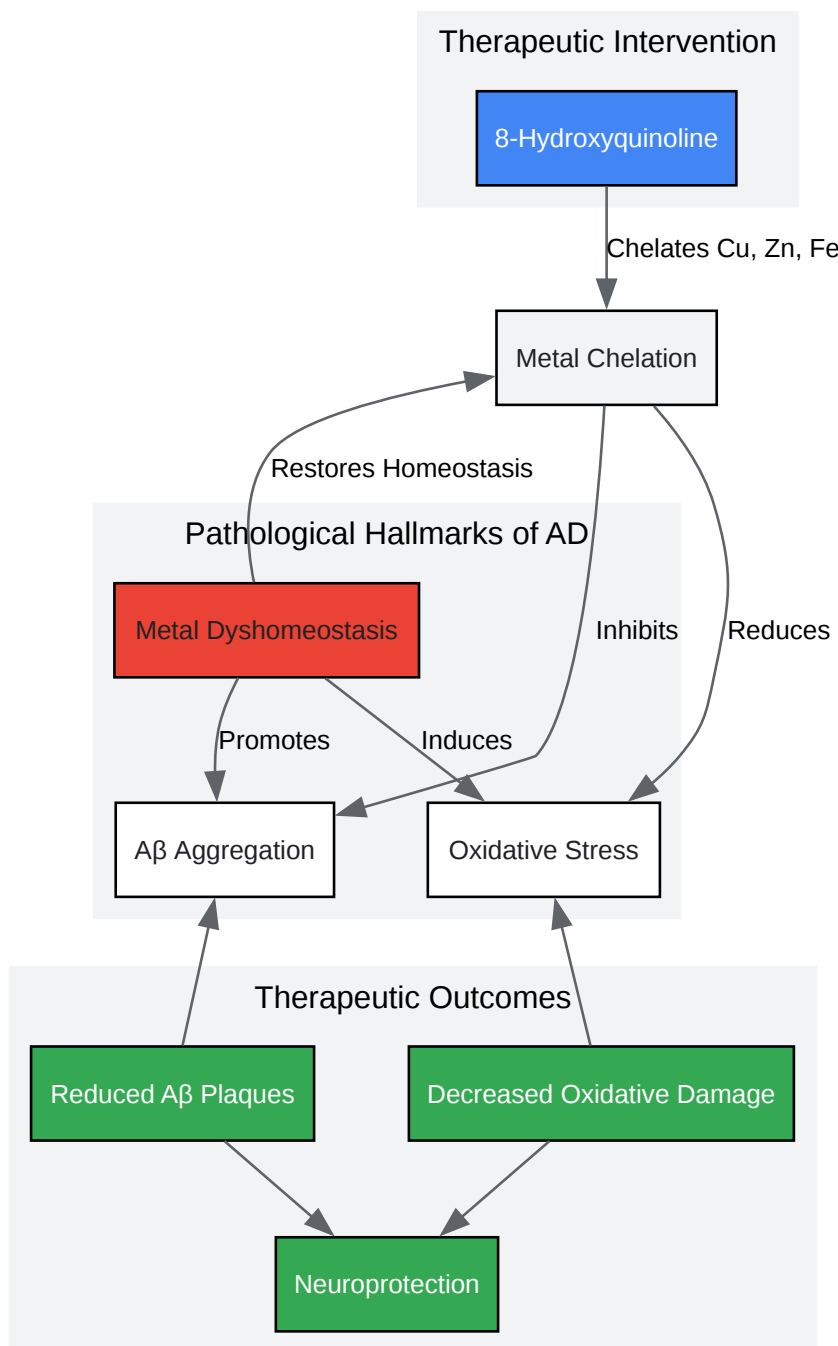 Therapeutic Intervention
8-Hydroxyquinoline
Chelates Cu, Zn, Fe
Metal Chelation
Restores Homeostasis
Pathological Hallmarks of AD
Metal Dyshomeostasis
Inhibits
Reduces
Promotes
Induces
Aβ Aggregation
Oxidative Stress
Therapeutic Outcomes
Reduced Aβ Plaques
Decreased Oxidative Damage
Neuroprotection